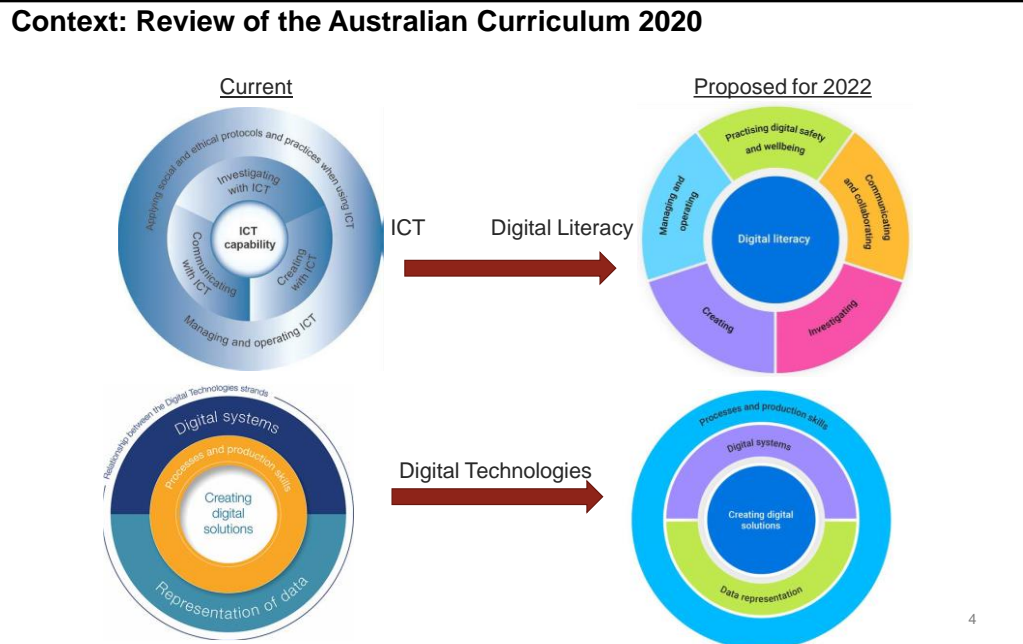 Context: Review of the Australian Curriculum 2020
Current
Proposed for 2022
Applying social and ethical protocols and practices when using ICT
Investigating
with ICT
ICT
capability
Communicating
with ICT
Creating
with ICT
Managing and operating ICT
ICT
Digital Literacy
Practising digital safety
and wellbeing
Managing and
operating
Communicating
and collaborating
Digital literacy
Creating
Investigating
Relationship between the Digital Technologies strands
Digital systems
Processes and production skills
Creating
digital
solutions
Representation of data
Digital Technologies
Processes and production skills
Digital systems
Creating digital
solutions
Data representation
4